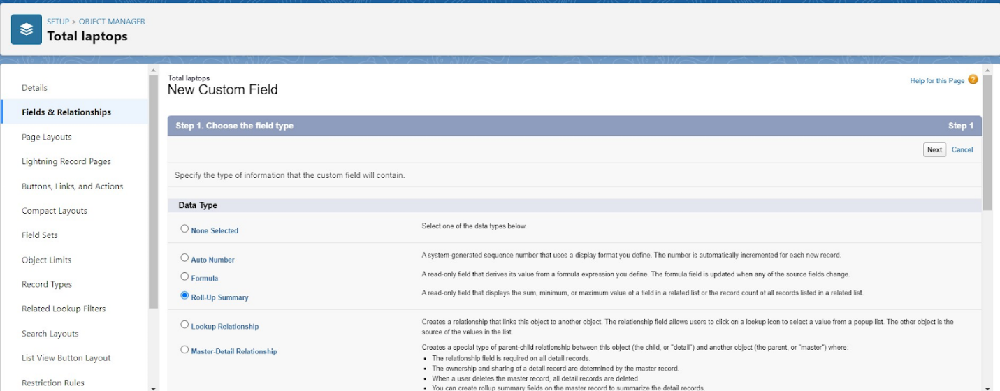 SETUP > OBJECT MANAGER
Total laptops
Details
Fields & Relationships
Page Layouts
Lightning Record Pages
Buttons, Links, and Actions
Compact Layouts
Field Sets
Object Limits
Record Types
Related Lookup Filters
Search Layouts
List View Button Layout
Restriction Rules
Total laptops
New Custom Field
Help for this Page ?
Step 1. Choose the field type
Step 1
Next Cancel
Specify the type of information that the custom field will contain.
Data Type
None Selected
Select one of the data types below.
Auto Number
A system-generated sequence number that uses a display format you define. The number is automatically incremented for each new record.
Formula
A read-only field that derives its value from a formula expression you define. The formula field is updated when any of the source fields change.
Roll-Up Summary
A read-only field that displays the sum, minimum, or maximum value of a field in a related list or the record count of all records listed in a related list.
Lookup Relationship
Creates a relationship that links this object to another object. The relationship field allows users to click on a lookup icon to select a value from a popup list. The other object is the
source of the values in the list.
Master-Detail Relationship
Creates a special type of parent-child relationship between this object (the child, or "detail") and another object (the parent, or "master") where:
• The relationship field is required on all detail records.
• The ownership and sharing of a detail record are determined by the master record.
• When a user deletes the master record, all detail records are deleted.
• You can create rollup summary fields on the master record to summarize the detail records.